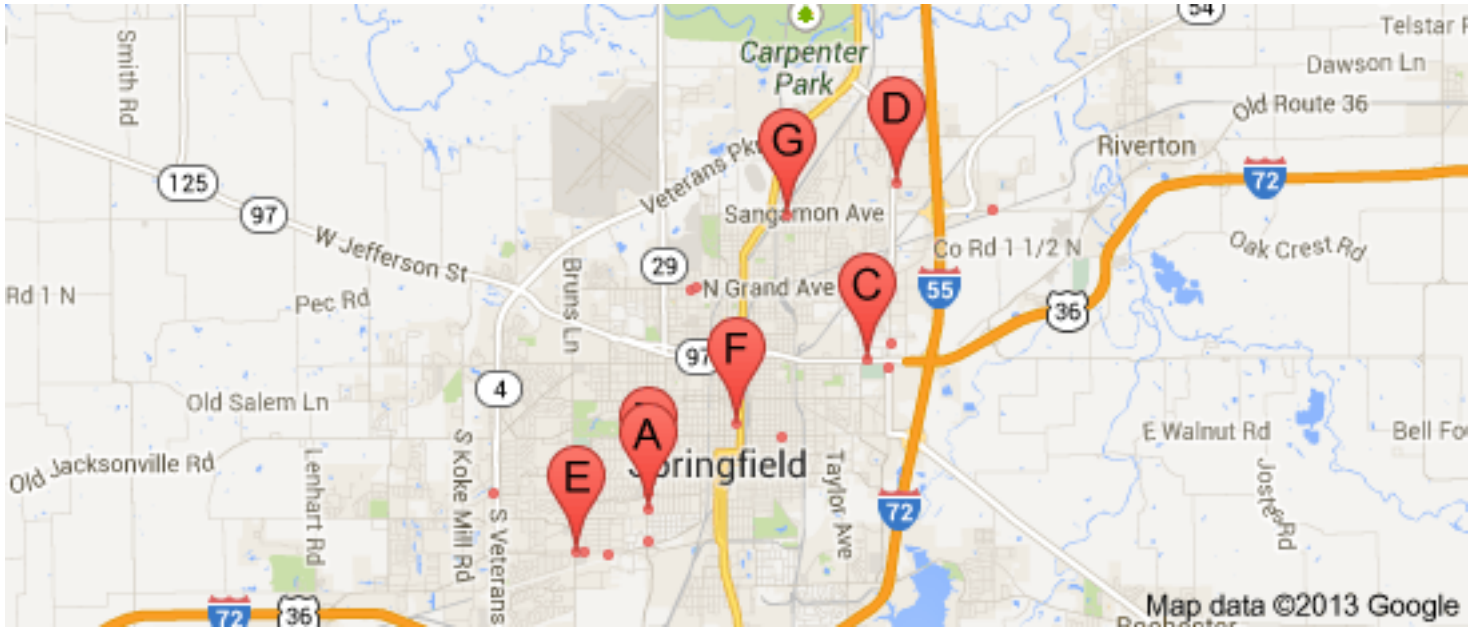 54
Telstar R
Smith Rd
Carpenter
Park
Dawson Ln
D
Old Route 36
G
Riverton
125
Veterans Pkw
72
97
Sangamon Ave
W Jefferson St
Co Rd 1 1/2 N
Oak Crest Rd
Bruns Ln
29
C
55
Rd 1 N
Pec Rd
N Grand Ave
36
F
97
4
Old Salem Ln
A
E Walnut Rd
Bell Fo
S Koke Mill Rd
Old Jacksonville Rd
Lenhart Rd
E
Springfield
Taylor Ave
S Veterans
72
72
36
Map data ©2013 Google
Rochester